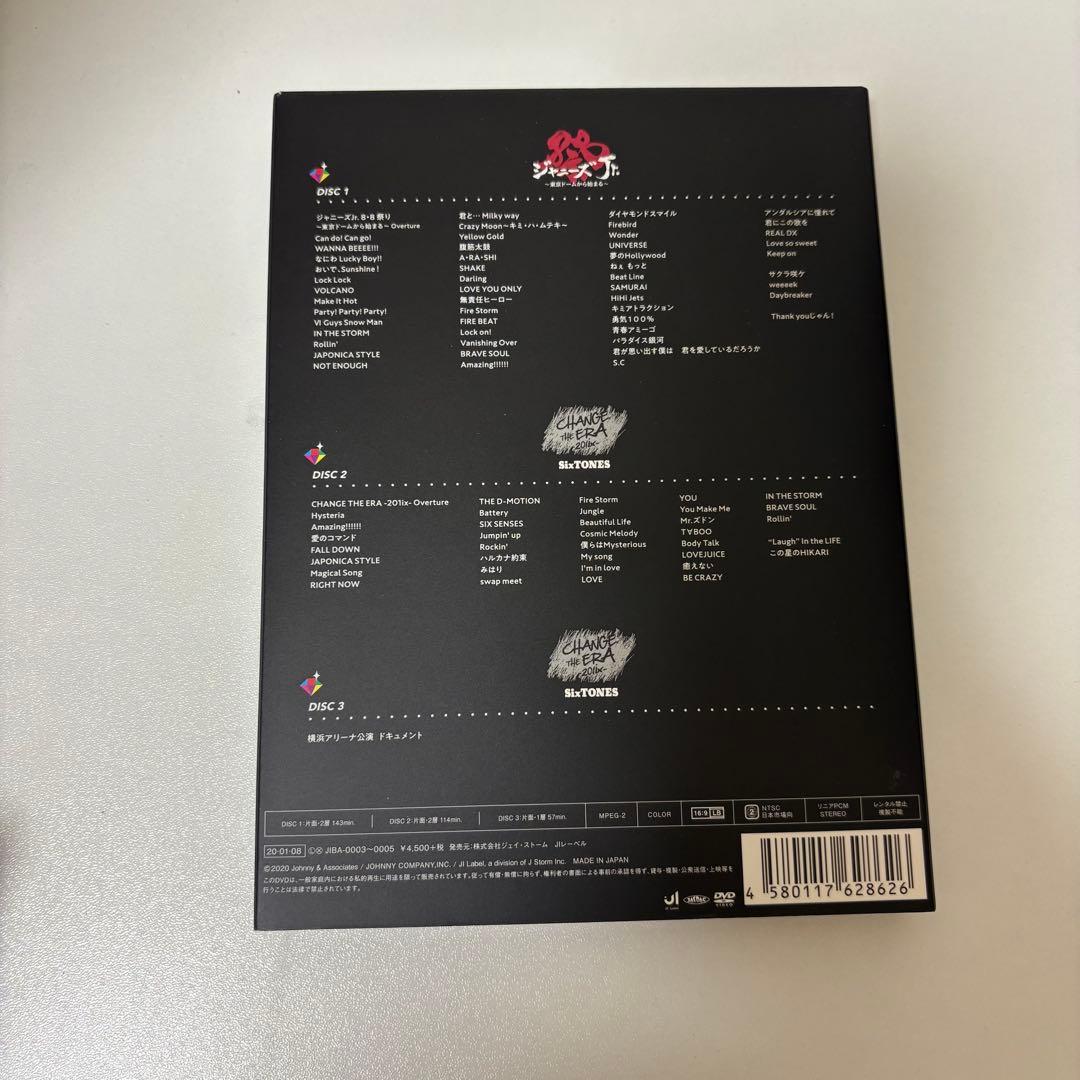 ジャニーズJr.
～東京ドームから始まる～
DISC 1
ジャニーズJr. 8・8 祭り
～東京ドームから始まる～ Overture
Can do! Can go!
WANNA BEEEE!!!
なにわ Lucky Boy!!
おいで、Sunshine!
Lock Lock
VOLCANO
Make It Hot
Party! Party! Party!
VI Guys Snow Man
IN THE STORM
Rollin'
JAPONICA STYLE
NOT ENOUGH
君と… Milky way
Crazy Moon～キミ・ハ・ムテキ～
Yellow Gold
腹筋太鼓
A・RA・SHI
SHAKE
Darling
LOVE YOU ONLY
無責任ヒーロー
Fire Storm
FIRE BEAT
Lock on!
Vanishing Over
BRAVE SOUL
Amazing!!!!!!
ダイヤモンドスマイル
Firebird
Wonder
UNIVERSE
夢のHollywood
ねぇ もっと
Beat Line
SAMURAI
HiHi Jets
キミアトラクション
勇気100%
青春アミーゴ
パラダイス銀河
君が思い出す僕は 君を愛しているだろうか
S.C
アンダルシアに憧れて
君にこの歌を
REAL DX
Love so sweet
Keep on
サクラ咲ケ
weeeek
Daybreaker
Thank youじゃん!
CHANGE
THE ERA
-201ix-
SixTONES
DISC 2
CHANGE THE ERA -201ix- Overture
Hysteria
Amazing!!!!!!
愛のコマンド
FALL DOWN
JAPONICA STYLE
Magical Song
RIGHT NOW
THE D-MOTION
Battery
SIX SENSES
Jumpin' up
Rockin'
ハルカナ約束
みはり
swap meet
Fire Storm
Jungle
Beautiful Life
Cosmic Melody
僕らはMysterious
My song
I'm in love
LOVE
YOU
You Make Me
Mr.ズドン
T∀BOO
Body Talk
LOVEJUICE
癒えない
BE CRAZY
IN THE STORM
BRAVE SOUL
Rollin'
"Laugh" in the LIFE
この星のHIKARI
CHANGE
THE ERA
-201ix-
SixTONES
DISC 3
横浜アリーナ公演 ドキュメント
DISC 1:片面・2層 143min.
DISC 2:片面・2層 114min.
DISC 3:片面・1層 57min.
MPEG-2
COLOR
16:9 LB
2 NTSC
日本市場向
リニアPCM
STEREO
レンタル禁止
複製不能
20-01-08 ⓁⓍ JIBA-0003～0005 ¥4,500+税 発売元:株式会社ジェイ・ストーム JIレーベル
©2020 Johnny & Associates / JOHNNY COMPANY,INC. / JI Label, a division of J Storm Inc. MADE IN JAPAN
このDVDは、一般家庭内における私的再生に用途を限って販売されています。従って有償・無償に拘らず、権利者の書面による事前の承諾を得ず、貸与・複製・公衆送信・上映等を
行うことは法律で禁止されています。
JI
DVD
VIDEO
4 580117 628626